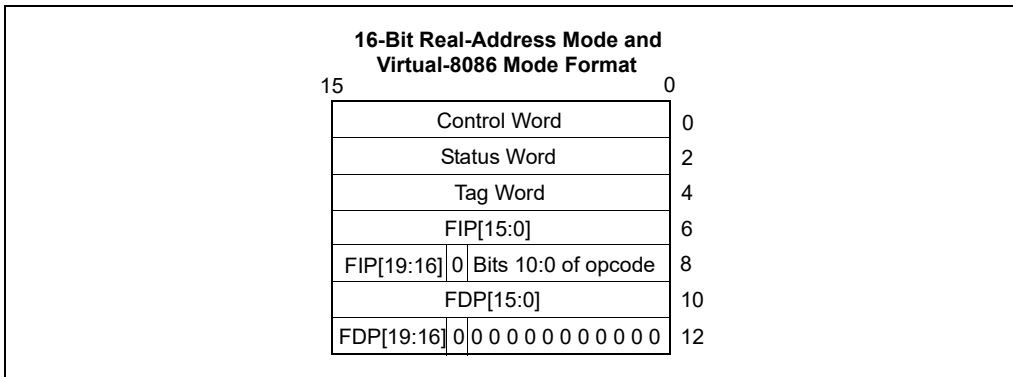 16-Bit Real-Address Mode and
Virtual-8086 Mode Format
15 0
Control Word 0
Status Word 2
Tag Word 4
FIP[15:0] 6
FIP[19:16] 0 Bits 10:0 of opcode 8
FDP[15:0] 10
FDP[19:16] 0 0 0 0 0 0 0 0 0 0 0 0 12